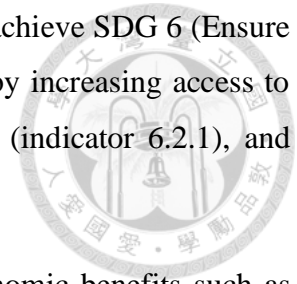 achieve SDG 6 (Ensure
by increasing access to
(indicator 6.2.1), and
nomic benefits such as